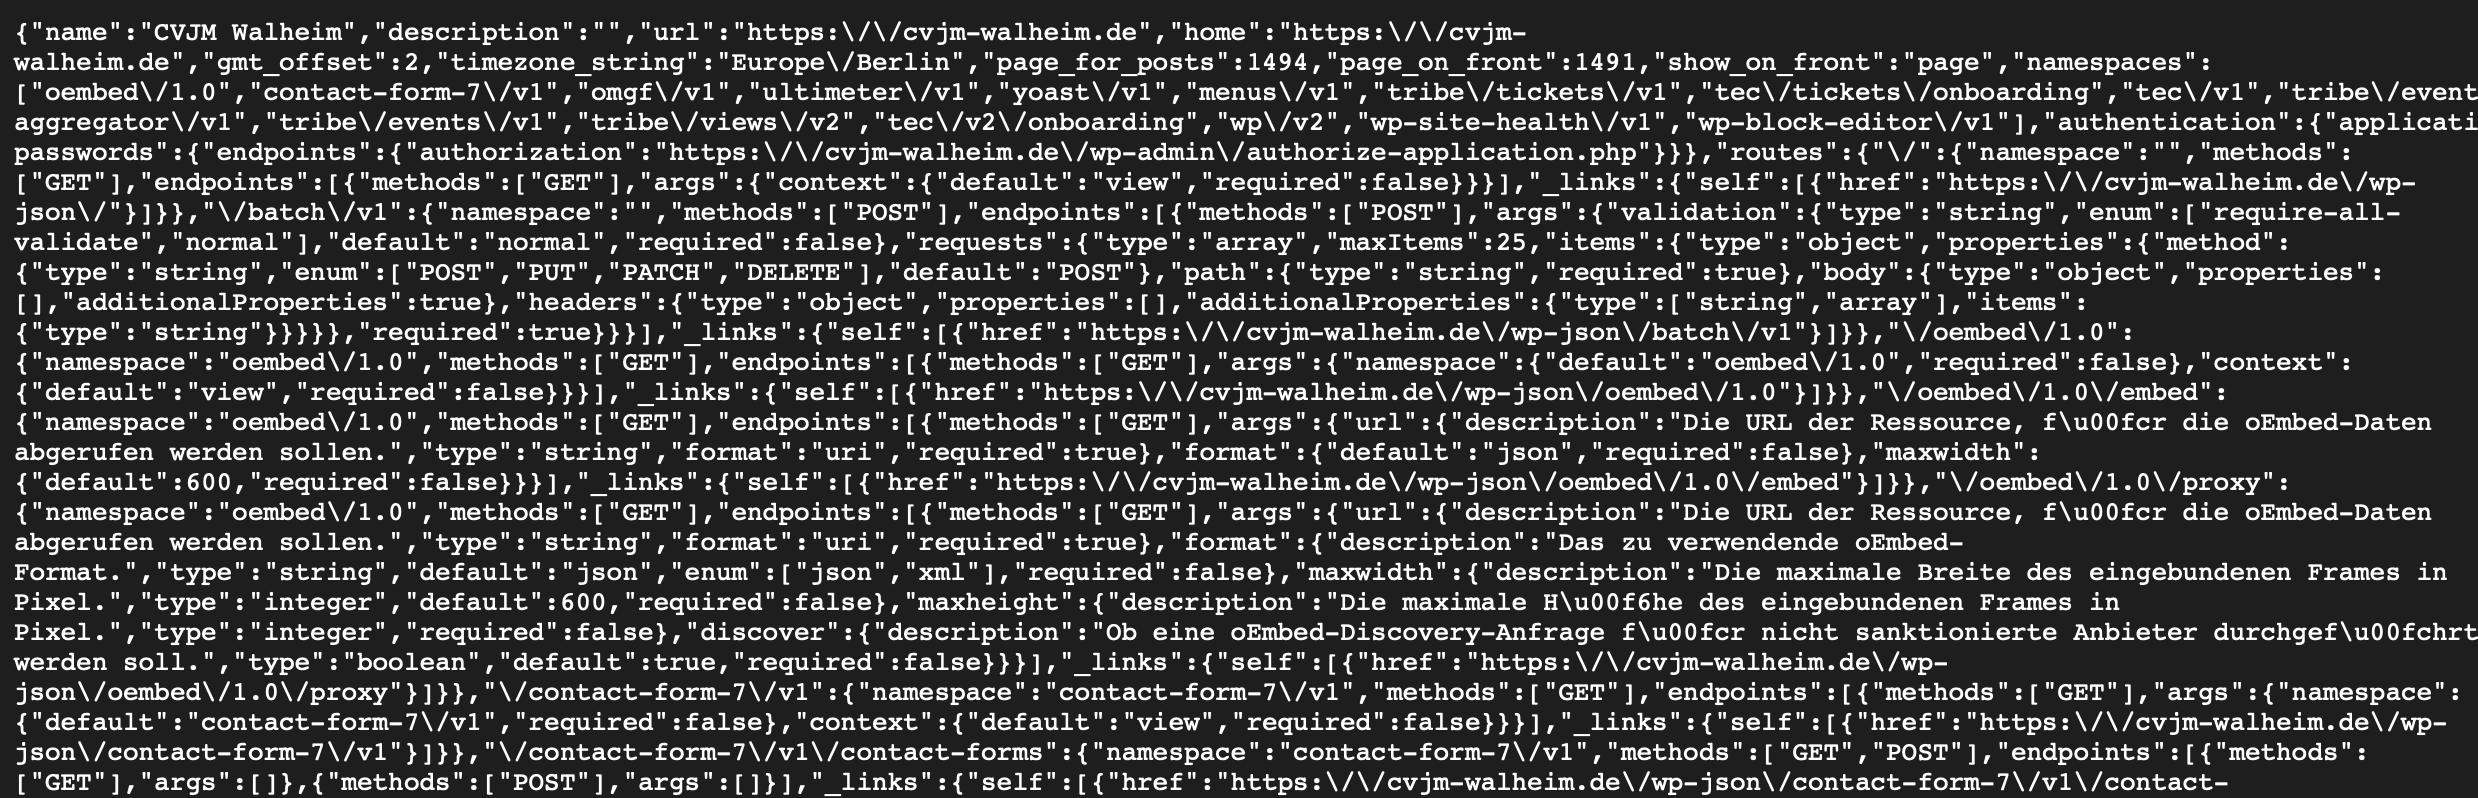 {"name":"CVJM Walheim","description":"","url":"https:\/\/cvjm-walheim.de","home":"https:\/\/cvjm-
walheim.de","gmt_offset":2,"timezone_string":"Europe\/Berlin","page_for_posts":1494,"page_on_front":1491,"show_on_front":"page","namespaces":
["oembed\/1.0","contact-form-7\/v1","omgf\/v1","ultimeter\/v1","yoast\/v1","menus\/v1","tribe\/tickets\/v1","tec\/tickets\/onboarding","tec\/v1","tribe\/event
aggregator\/v1","tribe\/events\/v1","tribe\/views\/v2","tec\/v2\/onboarding","wp\/v2","wp-site-health\/v1","wp-block-editor\/v1"],"authentication":{"applicati
passwords":{"endpoints":{"authorization":"https:\/\/cvjm-walheim.de\/wp-admin\/authorize-application.php"}}},"routes":{"\/":{"namespace":"","methods":
["GET"],"endpoints":[{"methods":["GET"],"args":{"context":{"default":"view","required":false}}}],"_links":{"self":[{"href":"https:\/\/cvjm-walheim.de\/wp-
json\/"}]}},"\/batch\/v1":{"namespace":"","methods":["POST"],"endpoints":[{"methods":["POST"],"args":{"validation":{"type":"string","enum":["require-all-
validate","normal"],"default":"normal","required":false},"requests":{"type":"array","maxItems":25,"items":{"type":"object","properties":{"method":
{"type":"string","enum":["POST","PUT","PATCH","DELETE"],"default":"POST"},"path":{"type":"string","required":true},"body":{"type":"object","properties":
[],"additionalProperties":true},"headers":{"type":"object","properties":[],"additionalProperties":{"type":["string","array"],"items":
{"type":"string"}}}}},"required":true}}}],"_links":{"self":[{"href":"https:\/\/cvjm-walheim.de\/wp-json\/batch\/v1"}]}},"\/oembed\/1.0":
{"namespace":"oembed\/1.0","methods":["GET"],"endpoints":[{"methods":["GET"],"args":{"namespace":{"default":"oembed\/1.0","required":false},"context":
{"default":"view","required":false}}}],"_links":{"self":[{"href":"https:\/\/cvjm-walheim.de\/wp-json\/oembed\/1.0"}]}},"\/oembed\/1.0\/embed":
{"namespace":"oembed\/1.0","methods":["GET"],"endpoints":[{"methods":["GET"],"args":{"url":{"description":"Die URL der Ressource, f\u00fcr die oEmbed-Daten
abgerufen werden sollen.","type":"string","format":"uri","required":true},"format":{"default":"json","required":false},"maxwidth":
{"default":600,"required":false}}}],"_links":{"self":[{"href":"https:\/\/cvjm-walheim.de\/wp-json\/oembed\/1.0\/embed"}]}},"\/oembed\/1.0\/proxy":
{"namespace":"oembed\/1.0","methods":["GET"],"endpoints":[{"methods":["GET"],"args":{"url":{"description":"Die URL der Ressource, f\u00fcr die oEmbed-Daten
abgerufen werden sollen.","type":"string","format":"uri","required":true},"format":{"description":"Das zu verwendende oEmbed-
Format.","type":"string","default":"json","enum":["json","xml"],"required":false},"maxwidth":{"description":"Die maximale Breite des eingebundenen Frames in
Pixel.","type":"integer","default":600,"required":false},"maxheight":{"description":"Die maximale H\u00f6he des eingebundenen Frames in
Pixel.","type":"integer","required":false},"discover":{"description":"Ob eine oEmbed-Discovery-Anfrage f\u00fcr nicht sanktionierte Anbieter durchgef\u00fchrt
werden soll.","type":"boolean","default":true,"required":false}}}],"_links":{"self":[{"href":"https:\/\/cvjm-walheim.de\/wp-
json\/oembed\/1.0\/proxy"}]}},"\/contact-form-7\/v1":{"namespace":"contact-form-7\/v1","methods":["GET"],"endpoints":[{"methods":["GET"],"args":{"namespace":
{"default":"contact-form-7\/v1","required":false},"context":{"default":"view","required":false}}}],"_links":{"self":[{"href":"https:\/\/cvjm-walheim.de\/wp-
json\/contact-form-7\/v1"}]}},"\/contact-form-7\/v1\/contact-forms":{"namespace":"contact-form-7\/v1","methods":["GET","POST"],"endpoints":[{"methods":
["GET"],"args":[]},{"methods":["POST"],"args":[]}],"_links":{"self":[{"href":"https:\/\/cvjm-walheim.de\/wp-json\/contact-form-7\/v1\/contact-